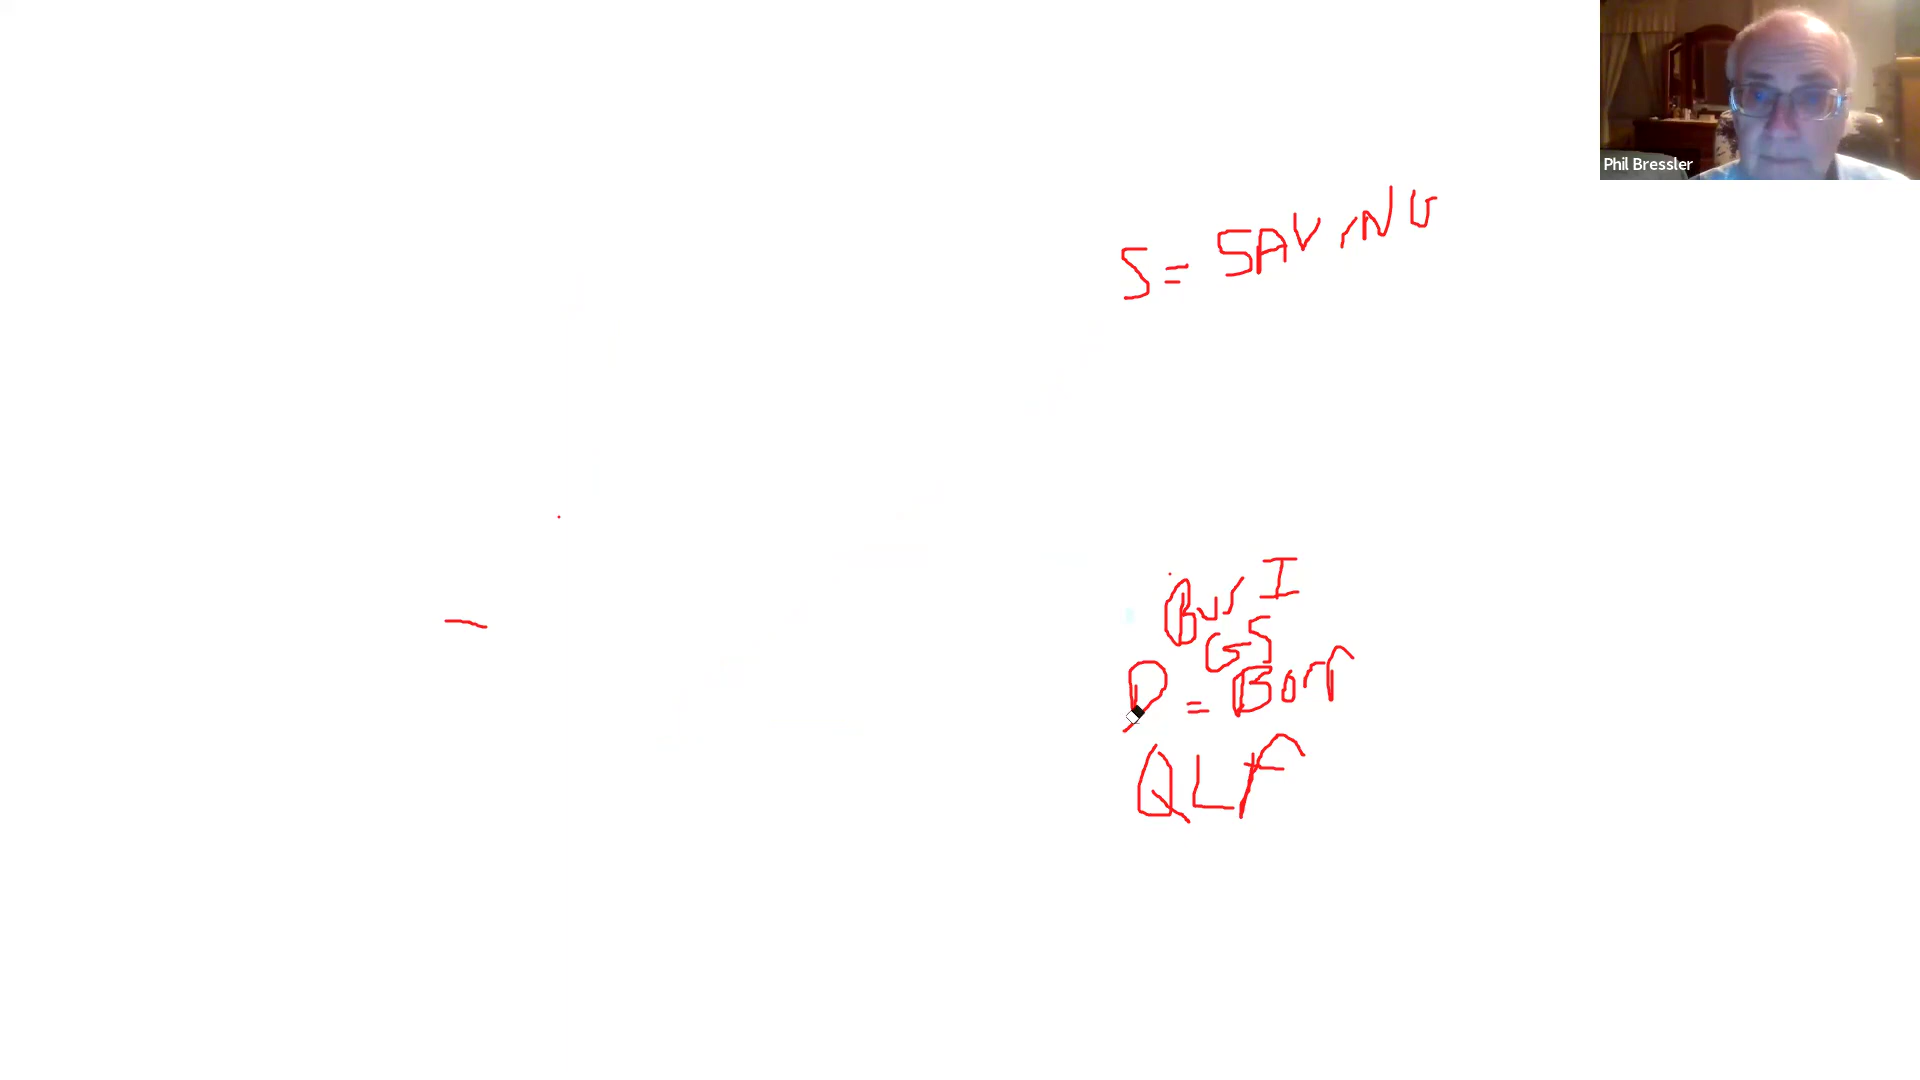 Phil Bressler
S = SAVING
Bus I
GS
D = Borr
QLF